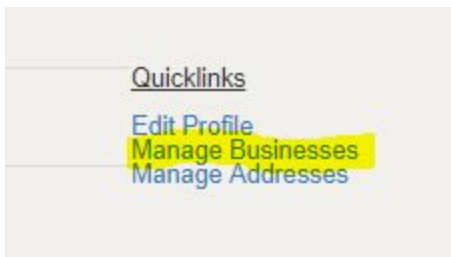 Quicklinks
Edit Profile
Manage Businesses
Manage Addresses